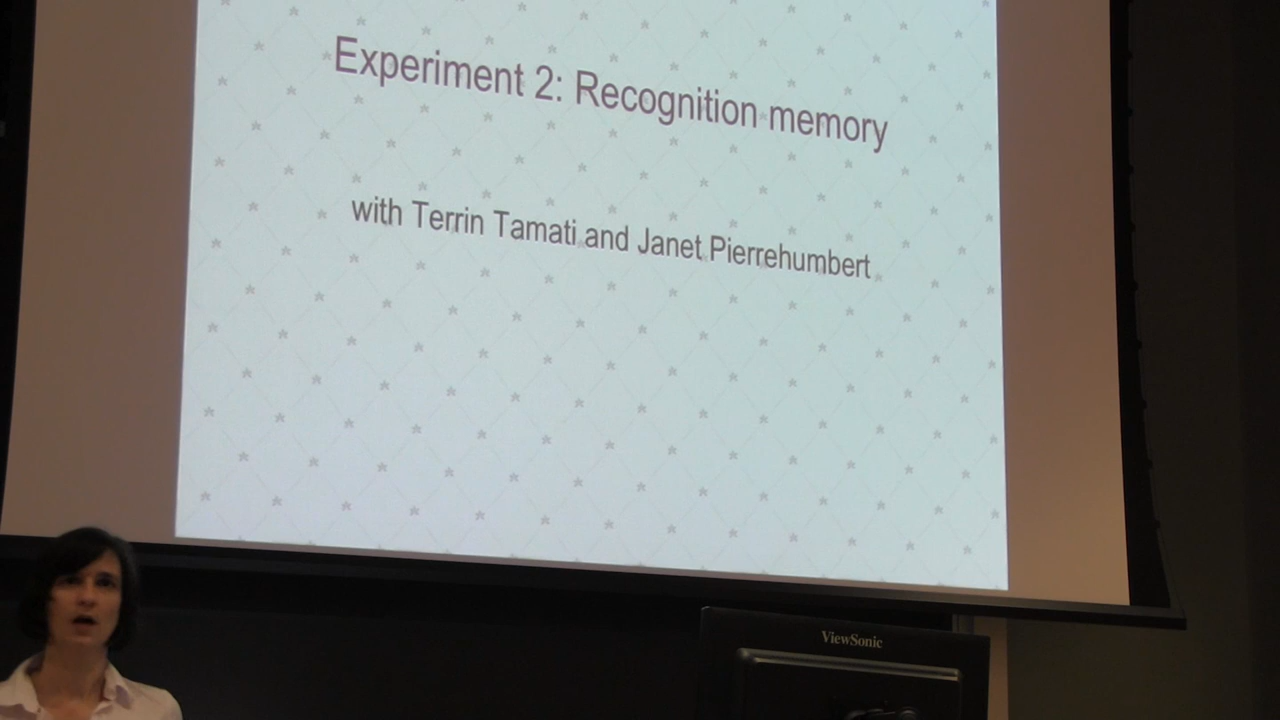 Experiment 2: Recognition memory
with Terrin Tamati and Janet Pierrehumbert
ViewSonic